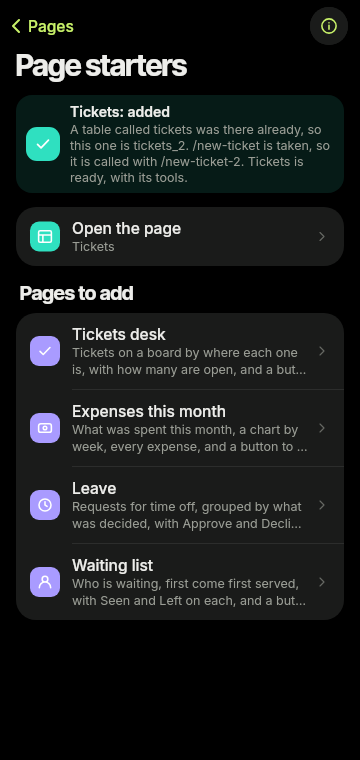 Pages
Page starters
Tickets: added
A table called tickets was there already, so
this one is tickets_2. /new-ticket is taken, so
it is called with /new-ticket-2. Tickets is
ready, with its tools.
Open the page
Tickets
Pages to add
Tickets desk
Tickets on a board by where each one
is, with how many are open, and a but...
Expenses this month
What was spent this month, a chart by
week, every expense, and a button to ...
Leave
Requests for time off, grouped by what
was decided, with Approve and Decli...
Waiting list
Who is waiting, first come first served,
with Seen and Left on each, and a but...